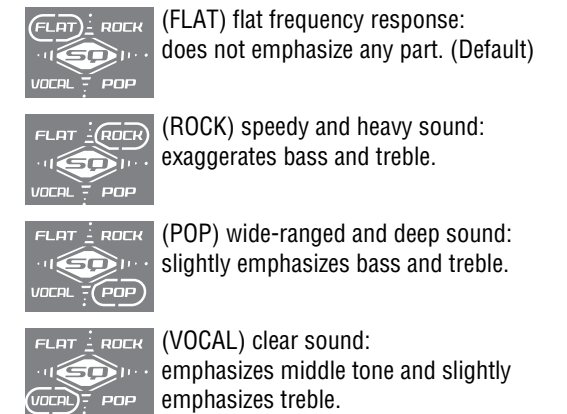 FLAT ROCK
SQ
VOCAL POP
(FLAT) flat frequency response:
does not emphasize any part. (Default)
FLAT ROCK
SQ
VOCAL POP
(ROCK) speedy and heavy sound:
exaggerates bass and treble.
FLAT ROCK
SQ
VOCAL POP
(POP) wide-ranged and deep sound:
slightly emphasizes bass and treble.
FLAT ROCK
SQ
VOCAL POP
(VOCAL) clear sound:
emphasizes middle tone and slightly
emphasizes treble.